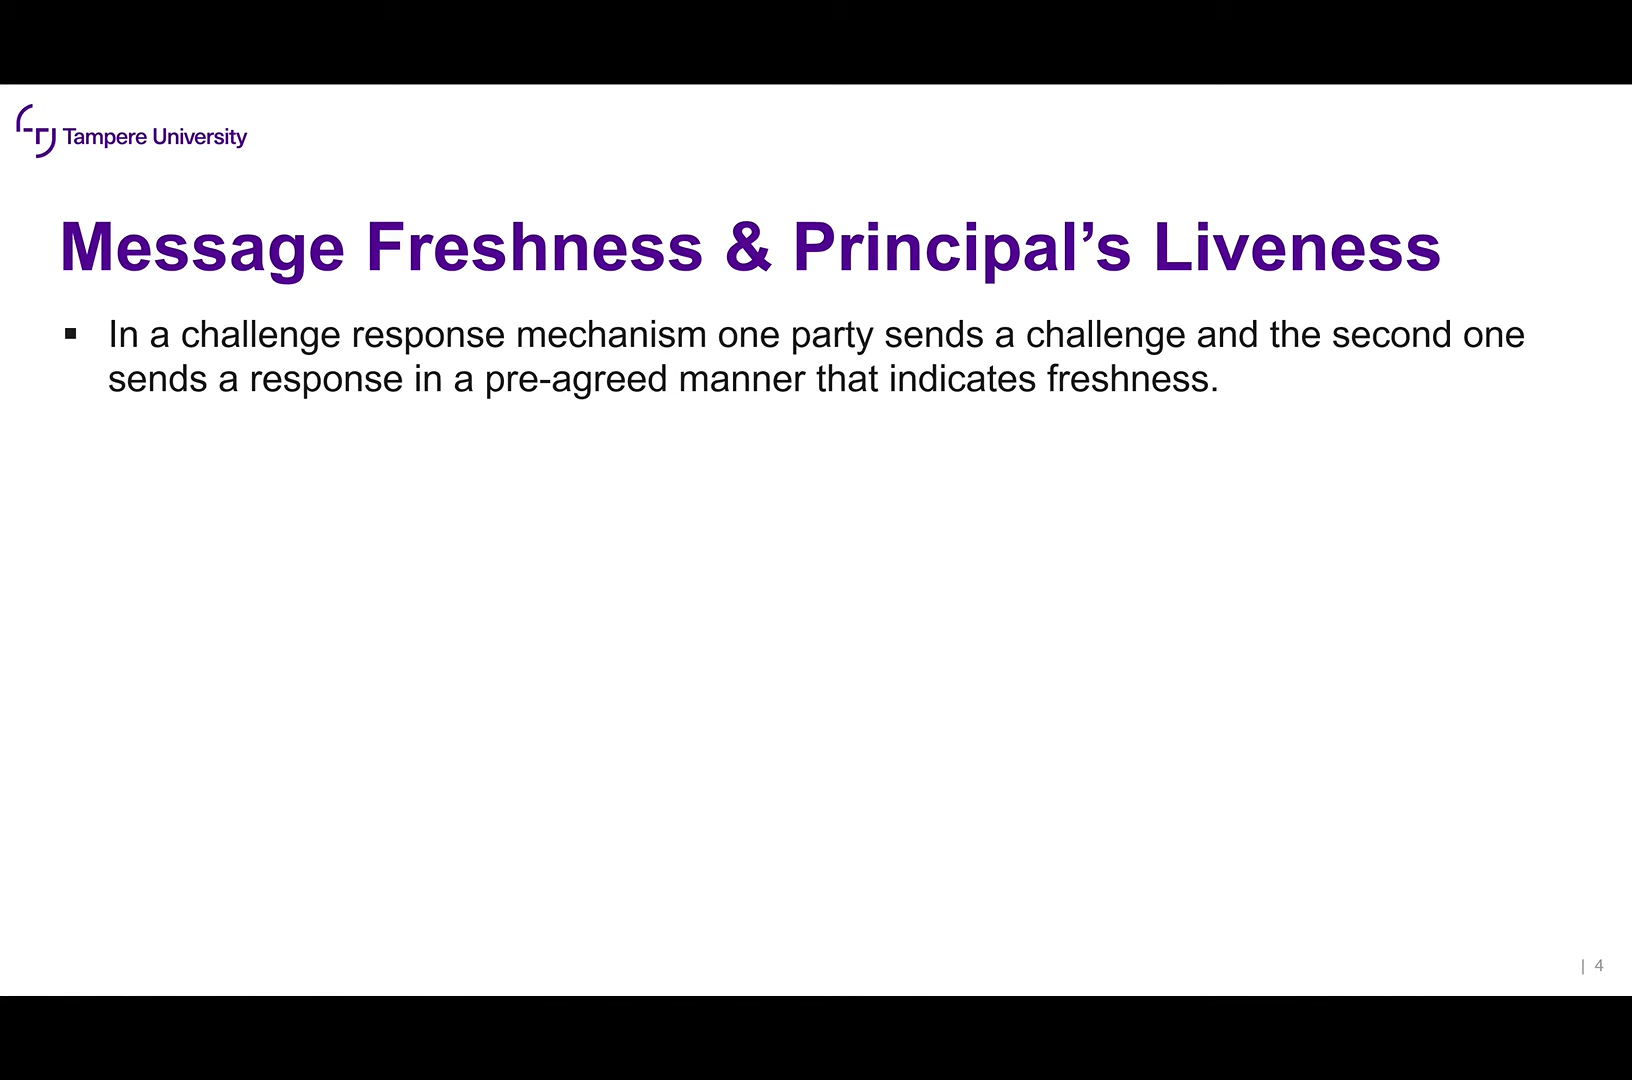 Tampere University
Message Freshness & Principal’s Liveness
▪ In a challenge response mechanism one party sends a challenge and the second one
sends a response in a pre-agreed manner that indicates freshness.
| 4